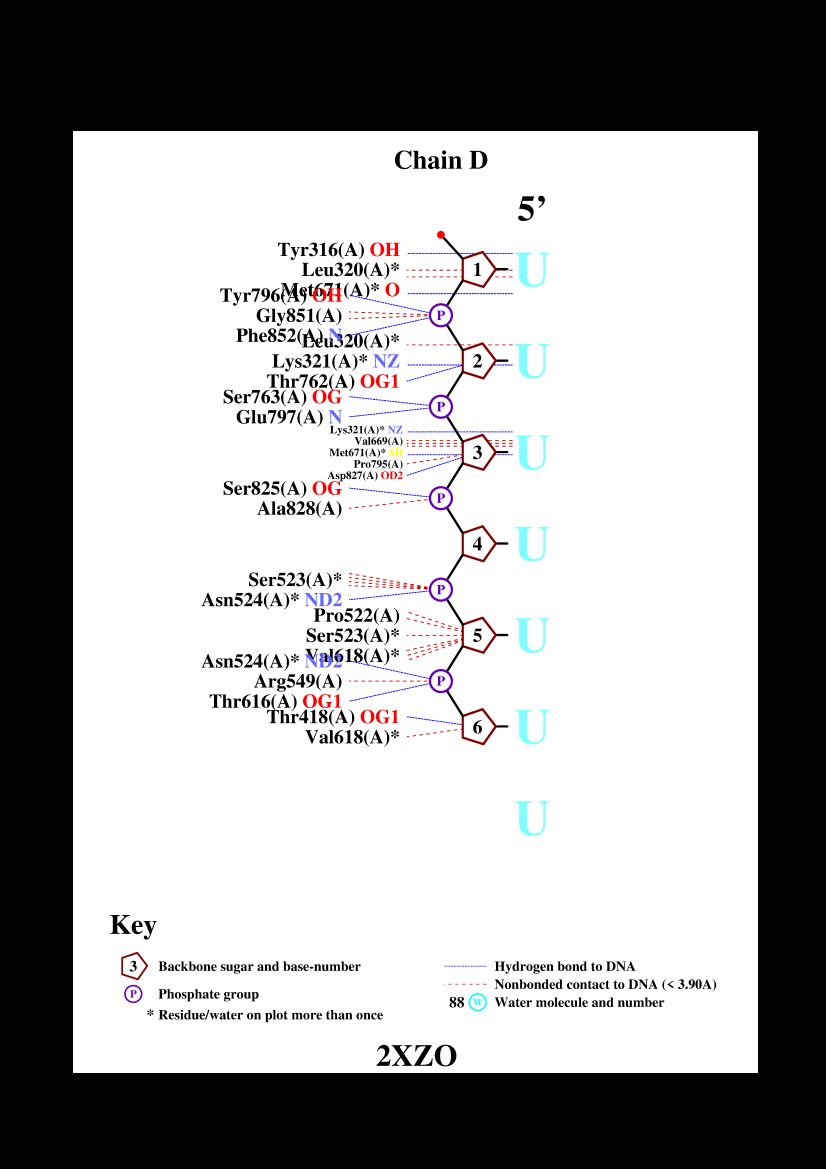 Chain D
5’
Tyr316(A) OH
Leu320(A)*
1
U
Met671(A)* O
Tyr796(A) OH
Gly851(A)
P
Phe852(A) N
Leu320(A)*
Lys321(A)* NZ
2
U
Thr762(A) OG1
Ser763(A) OG
P
Glu797(A) N
Lys321(A)* NZ
Val669(A)
Met671(A)* SD
3
U
Pro795(A)
Asp827(A) OD2
Ser825(A) OG
P
Ala828(A)
4
U
Ser523(A)*
P
Asn524(A)* ND2
Pro522(A)
Ser523(A)*
5
U
Val618(A)*
Asn524(A)* ND2
Arg549(A)
P
Thr616(A) OG1
Thr418(A) OG1
6
U
Val618(A)*
U
Key
3 Backbone sugar and base-number
P Phosphate group
* Residue/water on plot more than once
Hydrogen bond to DNA
Nonbonded contact to DNA (< 3.90A)
88 W Water molecule and number
2XZO